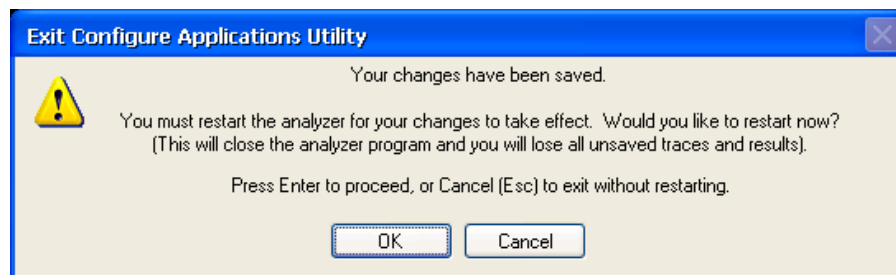 Exit Configure Applications Utility
Your changes have been saved.
You must restart the analyzer for your changes to take effect.  Would you like to restart now?
(This will close the analyzer program and you will lose all unsaved traces and results).
Press Enter to proceed, or Cancel (Esc) to exit without restarting.
OK
Cancel